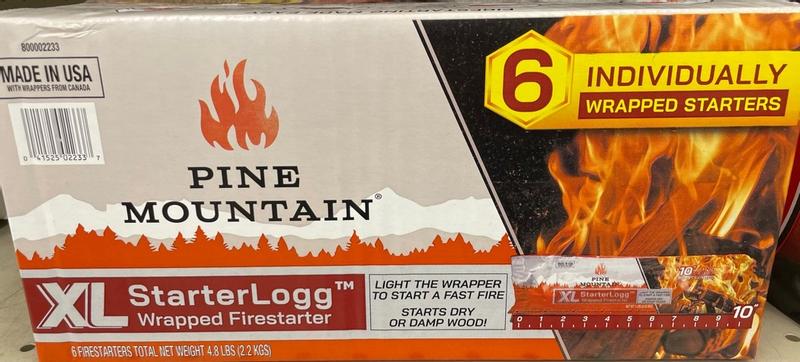 800002233
MADE IN USA
WITH WRAPPERS FROM CANADA
0 41525 02233 7
PINE
MOUNTAIN®
XL StarterLogg™
Wrapped Firestarter
LIGHT THE WRAPPER
TO START A FAST FIRE
STARTS DRY
OR DAMP WOOD!
6 FIRESTARTERS TOTAL NET WEIGHT 4.8 LBS (2.2 KGS)
6 INDIVIDUALLY
WRAPPED STARTERS
PINE
MOUNTAIN
10
XL StarterLogg
0 1 2 3 4 5 6 7 8 9 10"